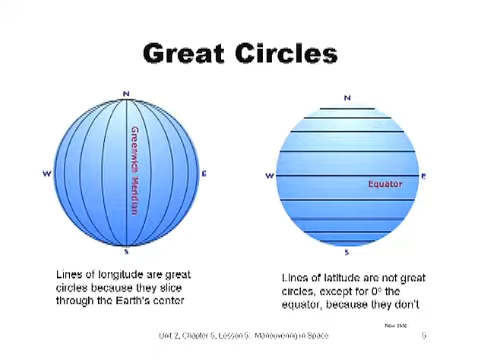 Great Circles
N
N
Greenwich Meridian
W
E
W
E
Equator
S
S
Lines of longitude are great
circles because they slice
through the Earth's center
Lines of latitude are not great
circles, except for 0° the
equator, because they don't
Unit 2, Chapter 5, Lesson 5: Maneuvering in Space
5